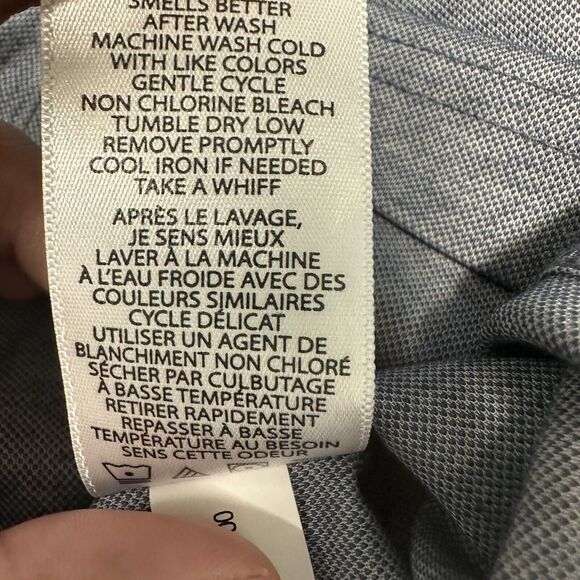 SMELLS BETTER
AFTER WASH
MACHINE WASH COLD
WITH LIKE COLORS
GENTLE CYCLE
NON CHLORINE BLEACH
TUMBLE DRY LOW
REMOVE PROMPTLY
COOL IRON IF NEEDED
TAKE A WHIFF
APRÈS LE LAVAGE,
JE SENS MIEUX
LAVER À LA MACHINE
À L'EAU FROIDE AVEC DES
COULEURS SIMILAIRES
CYCLE DÉLICAT
UTILISER UN AGENT DE
BLANCHIMENT NON CHLORÉ
SÉCHER PAR CULBUTAGE
À BASSE TEMPÉRATURE
RETIRER RAPIDEMENT
REPASSER À BASSE
TEMPÉRATURE AU BESOIN
SENS CETTE ODEUR